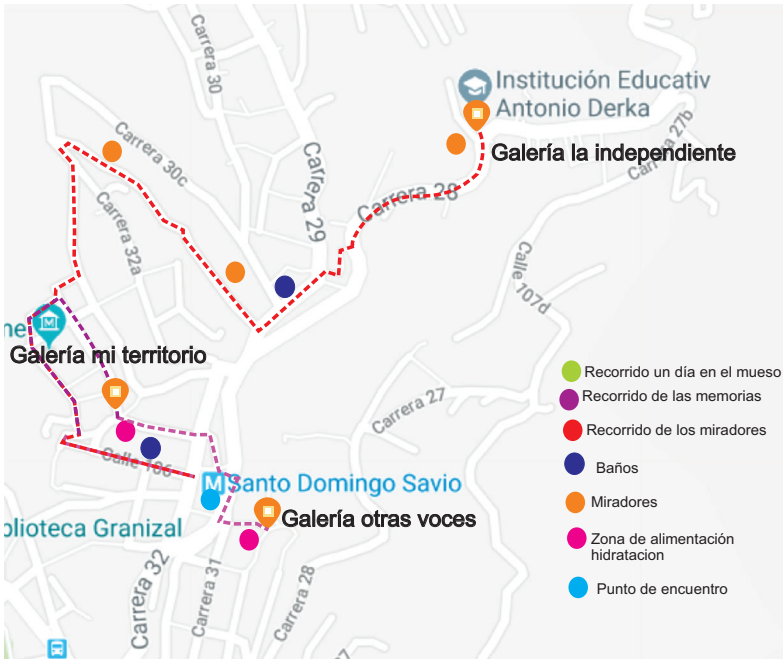 Carrera 30
Institución Educativ
Antonio Derka
Galería la independiente
Carrera 27b
Carrera 30c
Carrera 29
Carrera 28
Carrera 32a
Calle 107d
ne
M
Galería mi territorio
Recorrido un día en el mueso
Recorrido de las memorias
Recorrido de los miradores
Baños
Miradores
Zona de alimentación
hidratacion
Punto de encuentro
Carrera 27
Calle 106
M Santo Domingo Savio
Galería otras voces
blioteca Granizal
Carrera 32
Carrera 31
Carrera 28
27